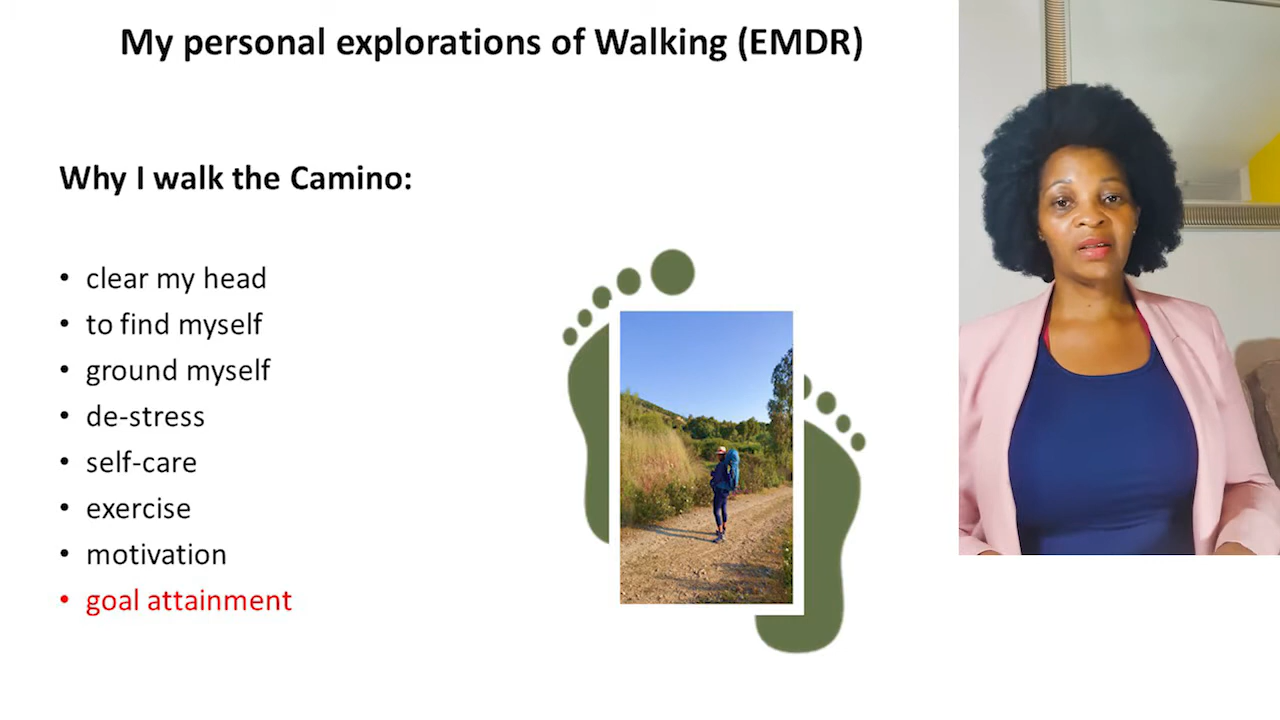 My personal explorations of Walking (EMDR)
Why I walk the Camino:
• clear my head
• to find myself
• ground myself
• de-stress
• self-care
• exercise
• motivation
• goal attainment